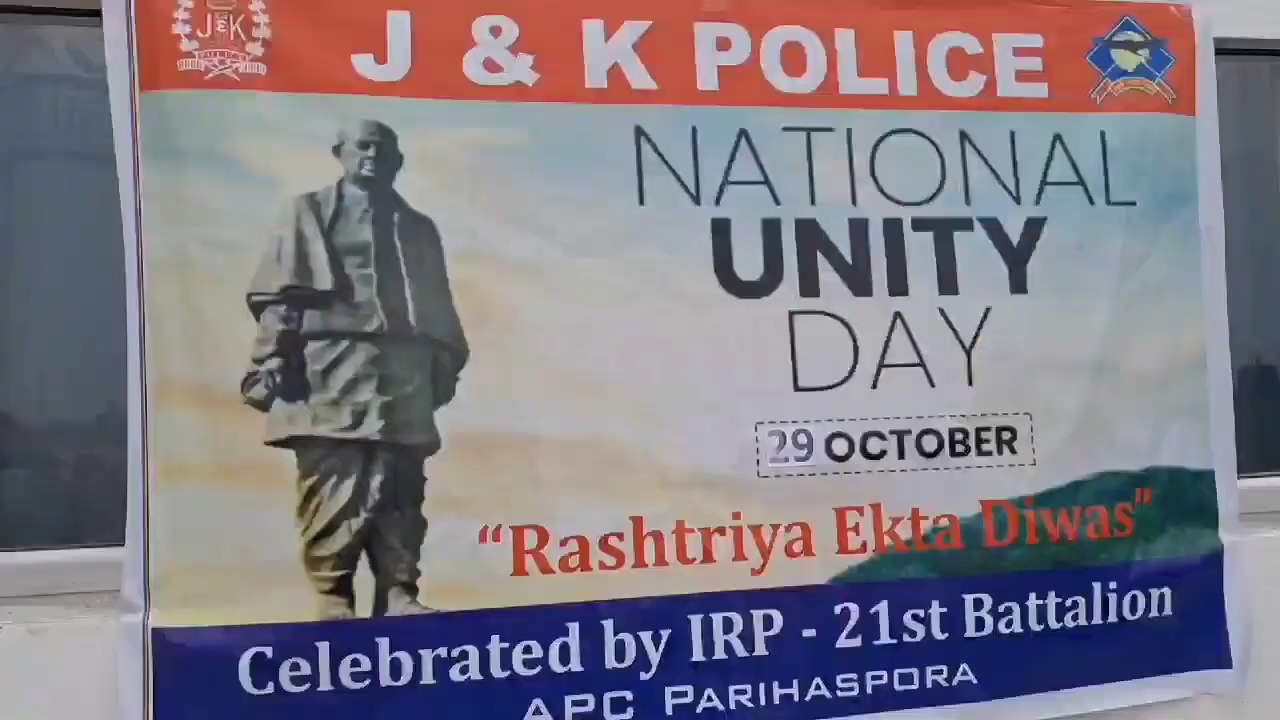 J&K
J & K POLICE
NATIONAL
UNITY
DAY
29 OCTOBER
“Rashtriya Ekta Diwas”
Celebrated by IRP - 21st Battalion
APC PARIHASPORA